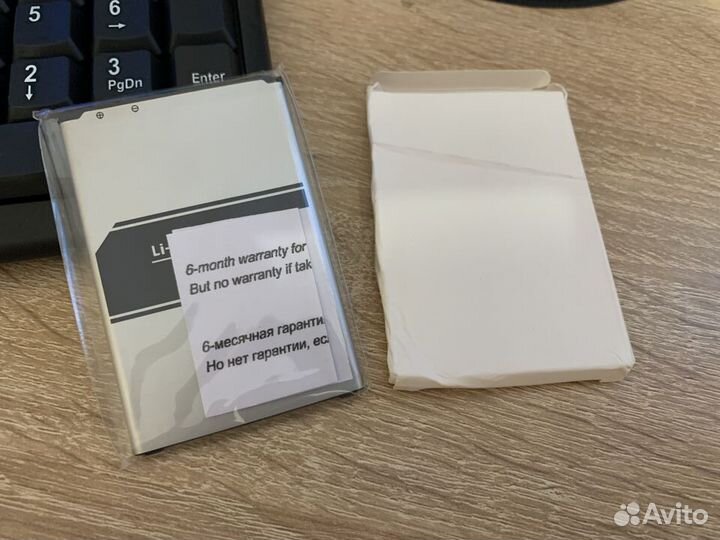 5
6
→
2
↓
3
PgDn
Enter
⊕ ⊖
Li-
6-month warranty for
But no warranty if tak
6-месячная гаранти
Но нет гарантии, ес
Avito